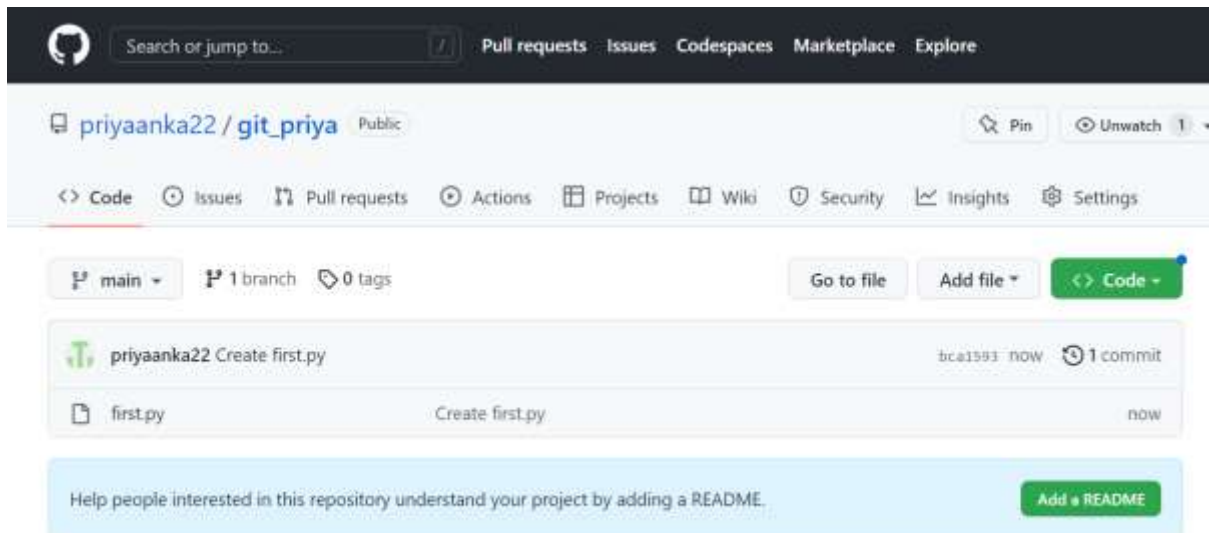 Search or jump to... / Pull requests Issues Codespaces Marketplace Explore
priyaanka22 / git_priya Public Pin Unwatch 1
<> Code Issues Pull requests Actions Projects Wiki Security Insights Settings
main 1 branch 0 tags Go to file Add file <> Code
priyaanka22 Create first.py bca1593 now 1 commit
first.py Create first.py now
Help people interested in this repository understand your project by adding a README. Add a README